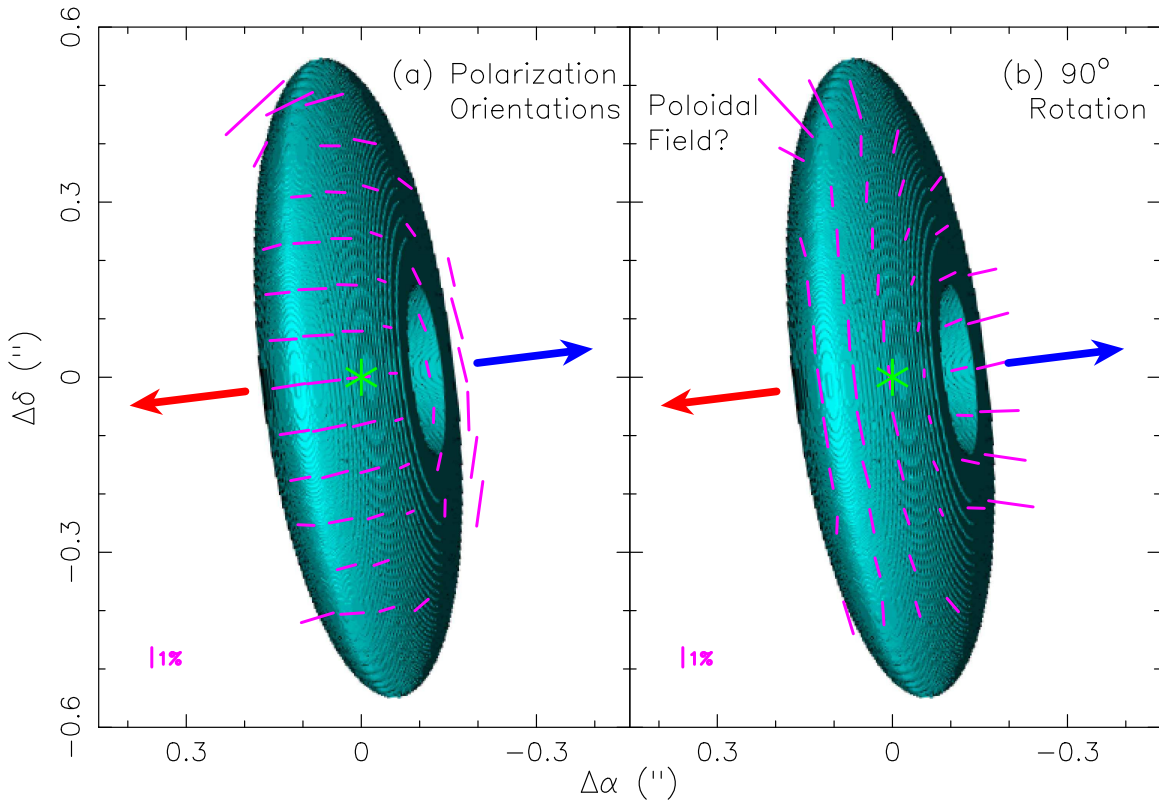 (a) Polarization
Orientations
(b) 90°
Rotation
Poloidal
Field?
0.6
0.3
0
−0.3
−0.6
Δδ (")
1%
1%
0.3
0
−0.3
0.3
0
−0.3
Δα (")